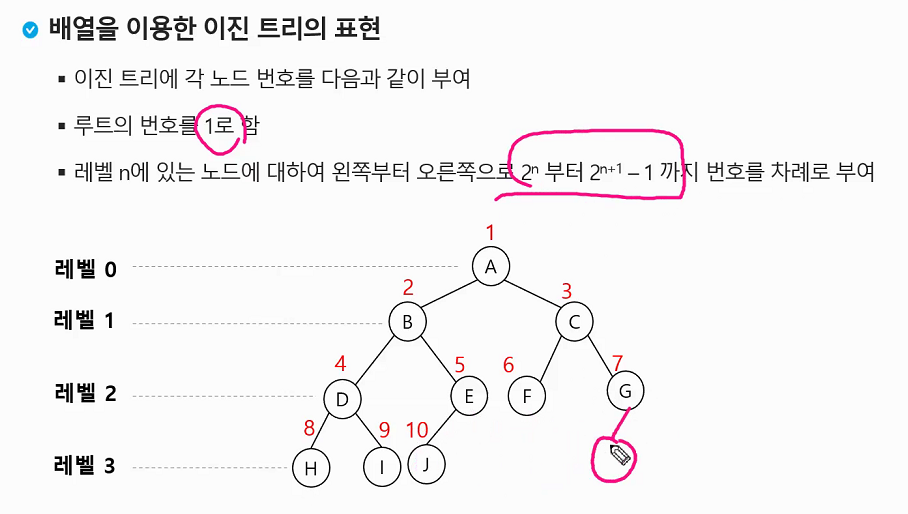 배열을 이용한 이진 트리의 표현
▪ 이진 트리에 각 노드 번호를 다음과 같이 부여
▪ 루트의 번호를 1로 함
▪ 레벨 n에 있는 노드에 대하여 왼쪽부터 오른쪽으로 2ⁿ 부터 2ⁿ⁺¹ – 1 까지 번호를 차례로 부여
1
레벨 0 A
2 3
레벨 1 B C
4 5 6 7
레벨 2 D E F G
8 9 10
레벨 3 H I J